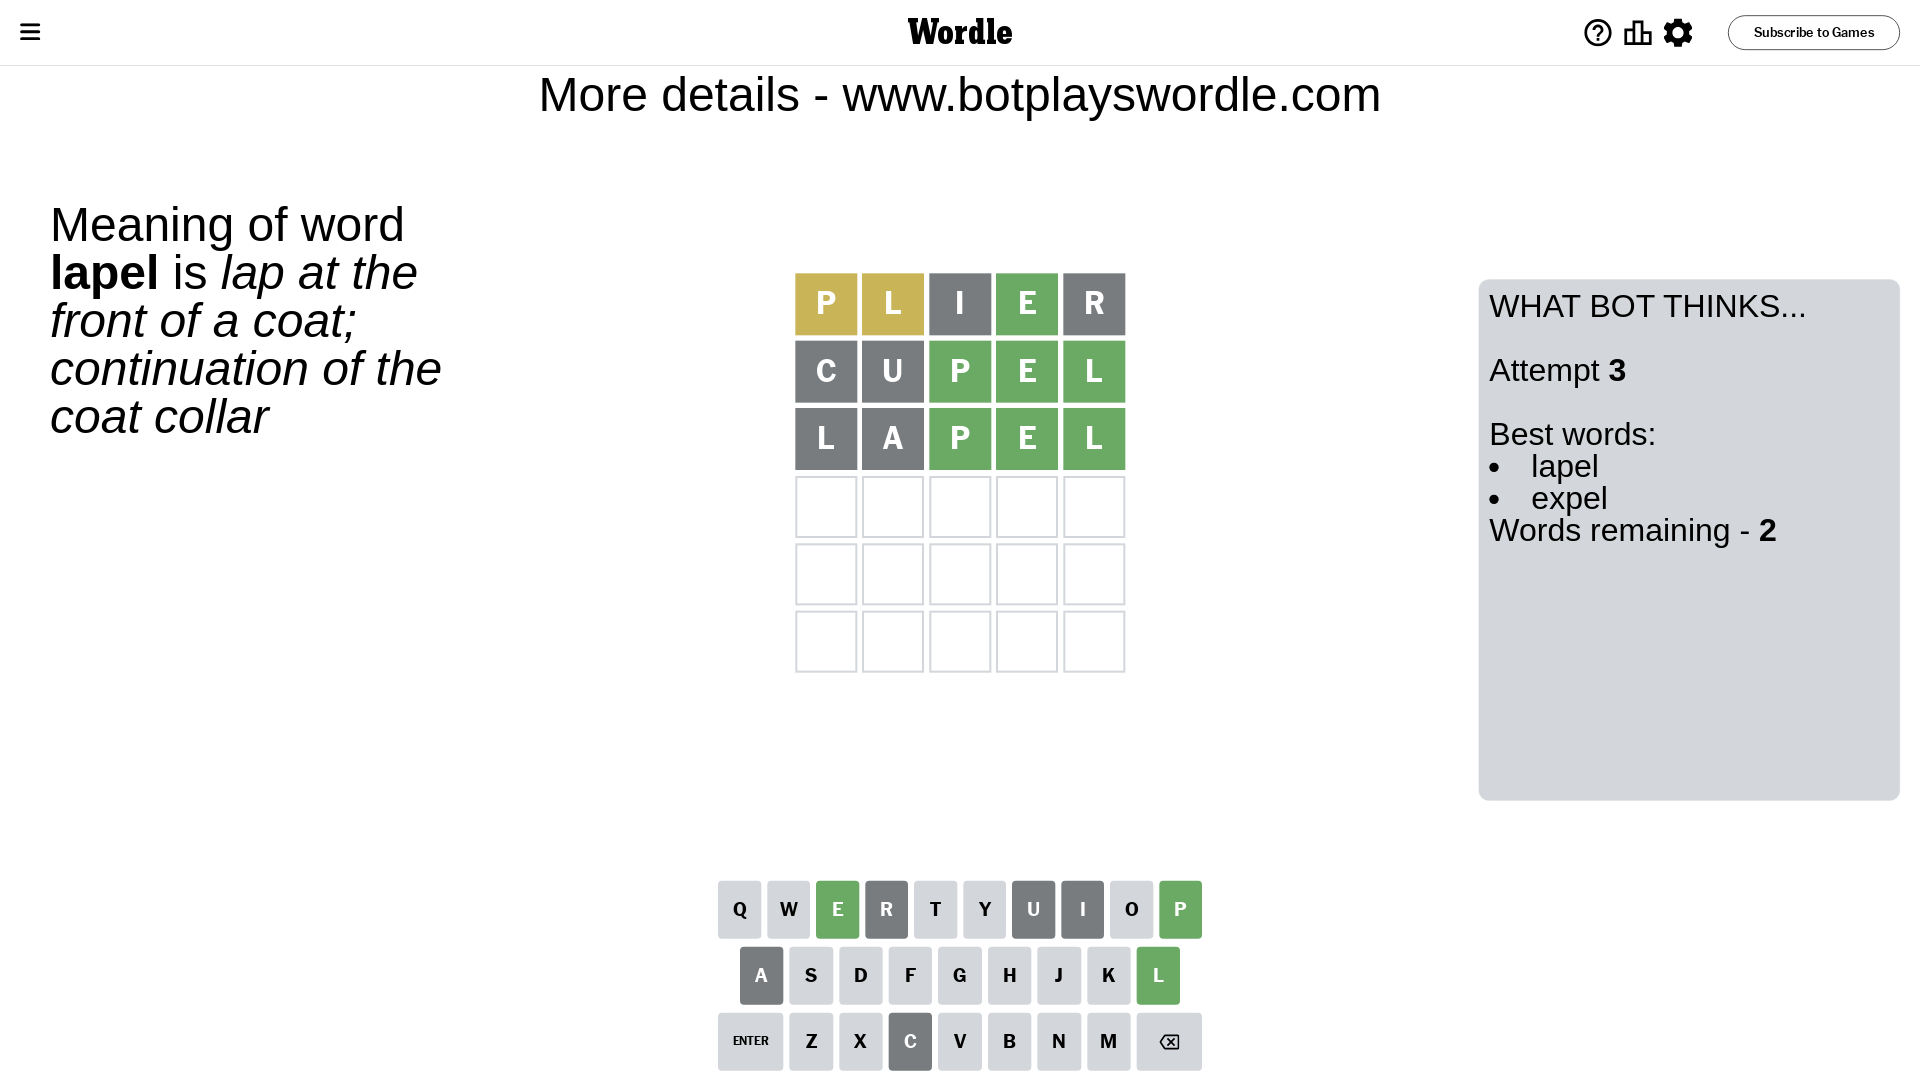 Wordle
Subscribe to Games
More details - www.botplayswordle.com
Meaning of word
lapel is lap at the
front of a coat;
continuation of the
coat collar
P L I E R
C U P E L
L A P E L
WHAT BOT THINKS...
Attempt 3
Best words:
• lapel
• expel
Words remaining - 2
Q W E R T Y U I O P
A S D F G H J K L
ENTER Z X C V B N M